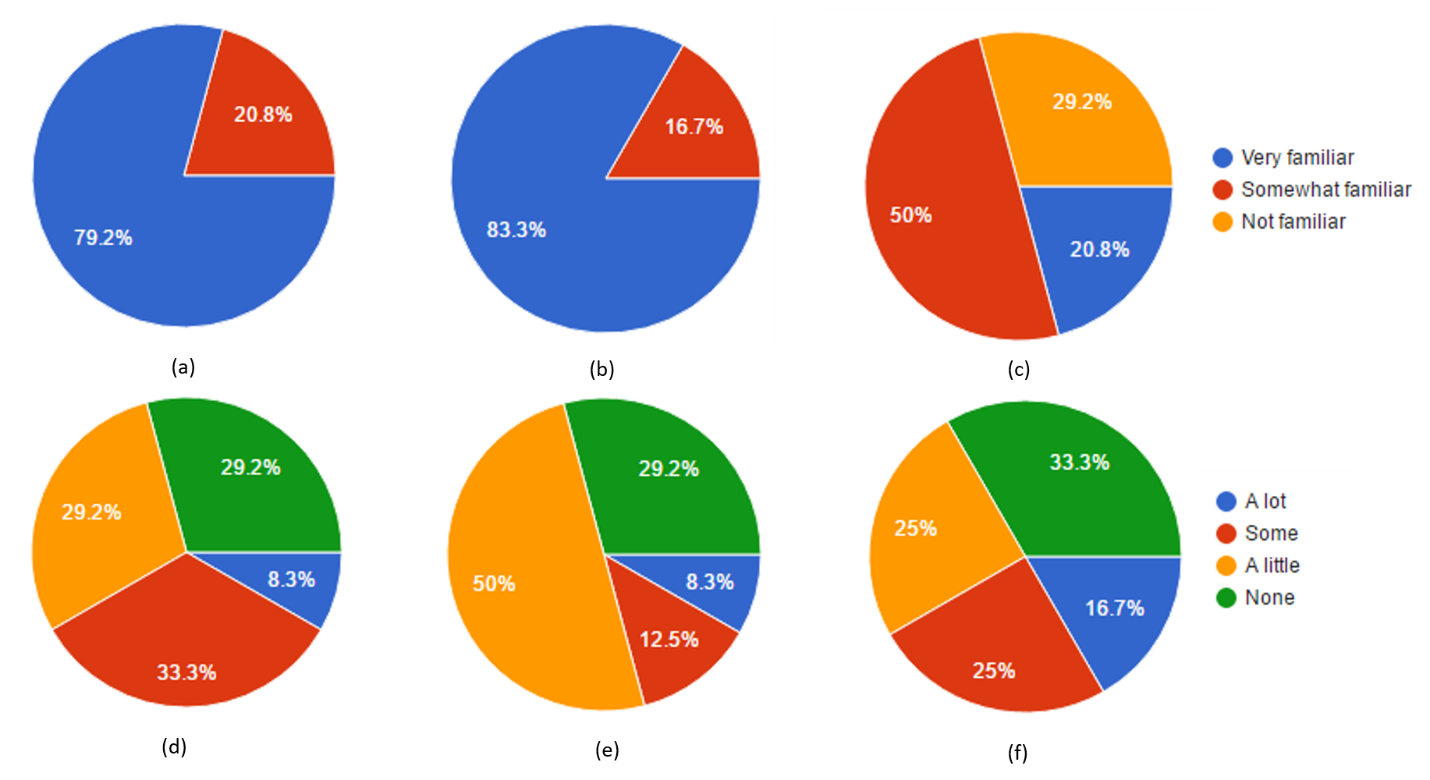 20.8%
79.2%
(a)
16.7%
83.3%
(b)
29.2%
50%
20.8%
(c)
Very familiar
Somewhat familiar
Not familiar
29.2%
29.2%
8.3%
33.3%
(d)
29.2%
50%
8.3%
12.5%
(e)
33.3%
25%
16.7%
25%
(f)
A lot
Some
A little
None